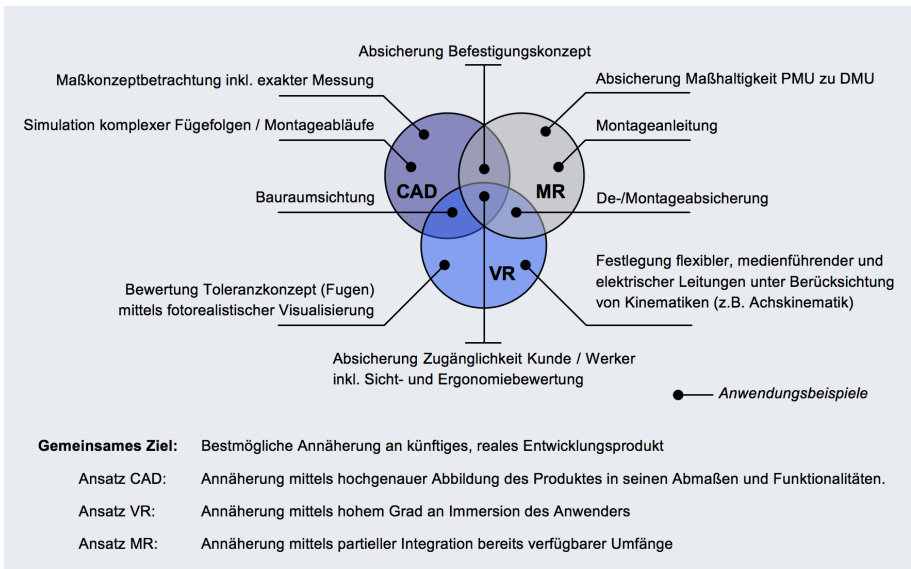 Absicherung Befestigungskonzept
Maßkonzeptbetrachtung inkl. exakter Messung
Absicherung Maßhaltigkeit PMU zu DMU
Simulation komplexer Fügefolgen / Montageabläufe
Montageanleitung
CAD
MR
Bauraumsichtung
De-/Montageabsicherung
VR
Festlegung flexibler, medienführender und
elektrischer Leitungen unter Berücksichtung
von Kinematiken (z.B. Achskinematik)
Bewertung Toleranzkonzept (Fugen)
mittels fotorealistischer Visualisierung
Absicherung Zugänglichkeit Kunde / Werker
inkl. Sicht- und Ergonomiebewertung
Anwendungsbeispiele
Gemeinsames Ziel: Bestmögliche Annäherung an künftiges, reales Entwicklungsprodukt
Ansatz CAD: Annäherung mittels hochgenauer Abbildung des Produktes in seinen Abmaßen und Funktionalitäten.
Ansatz VR: Annäherung mittels hohem Grad an Immersion des Anwenders
Ansatz MR: Annäherung mittels partieller Integration bereits verfügbarer Umfänge